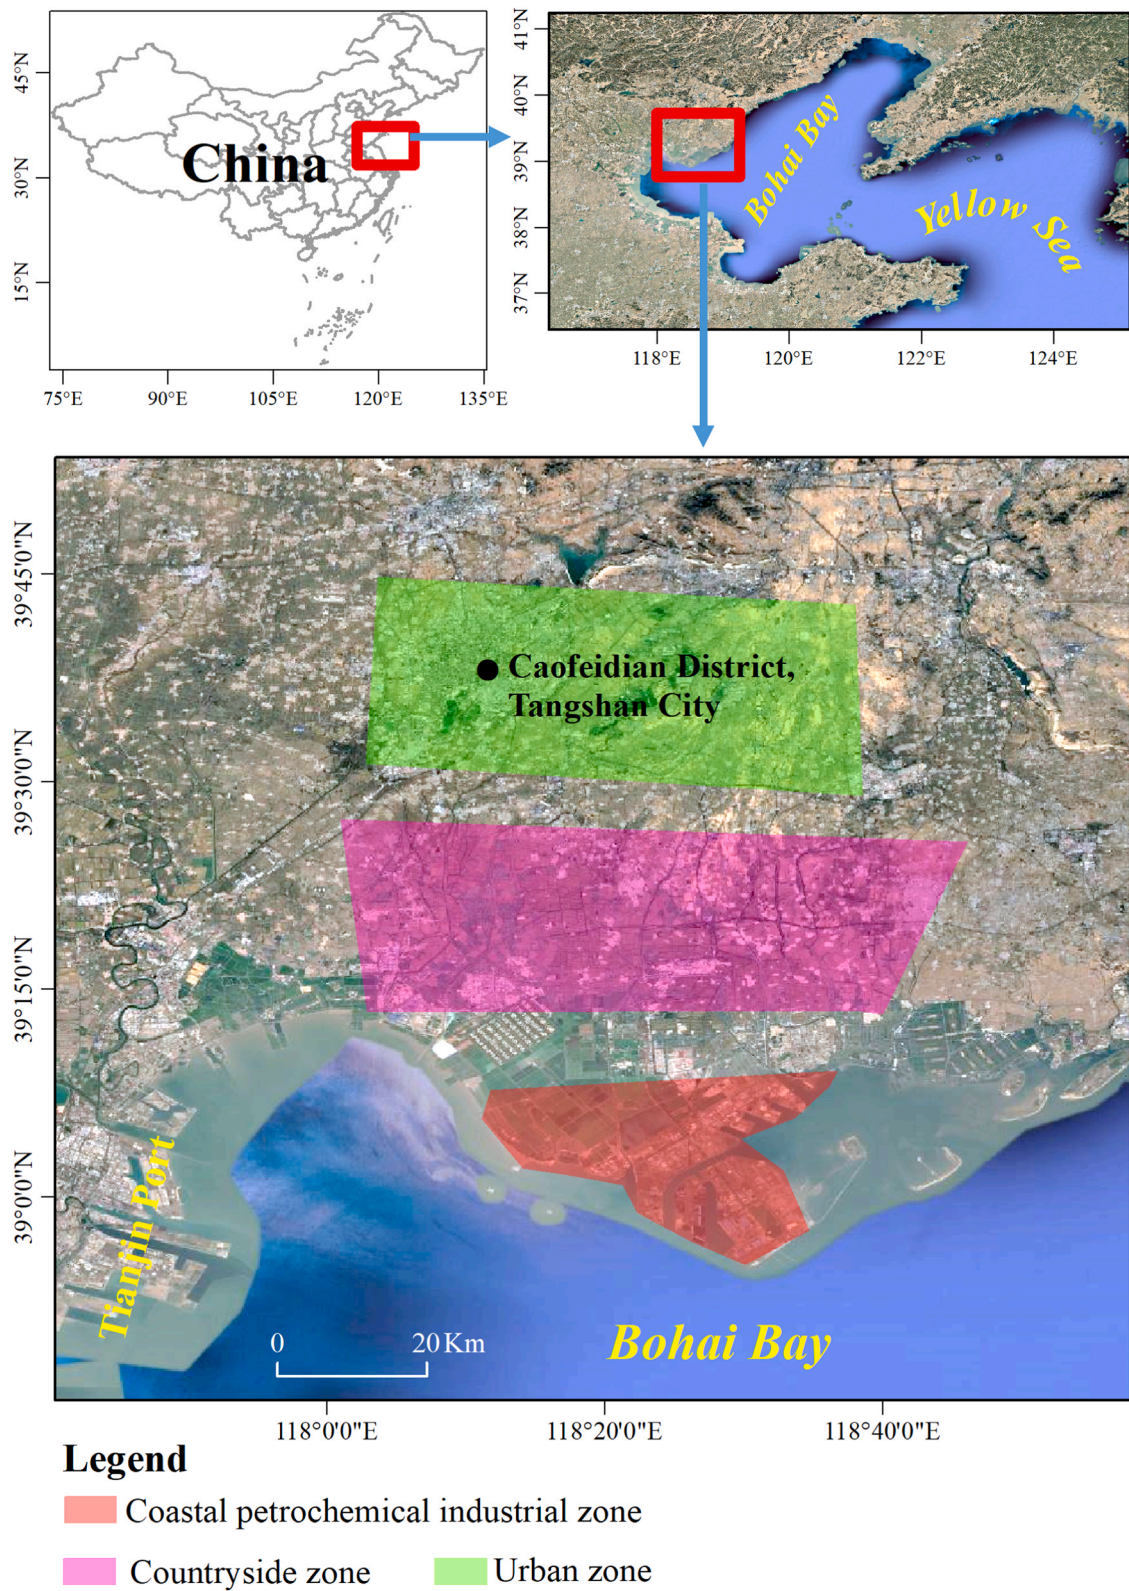 45°N
30°N
15°N
China
75°E
90°E
105°E
120°E
135°E
41°N
40°N
39°N
38°N
37°N
Bohai Bay
Yellow Sea
118°E
120°E
122°E
124°E
39°45'0"N
39°30'0"N
39°15'0"N
39°0'0"N
Caofeidian District,
Tangshan City
Tianjin Port
0 20 Km
Bohai Bay
118°0'0"E
118°20'0"E
118°40'0"E
Legend
Coastal petrochemical industrial zone
Countryside zone
Urban zone